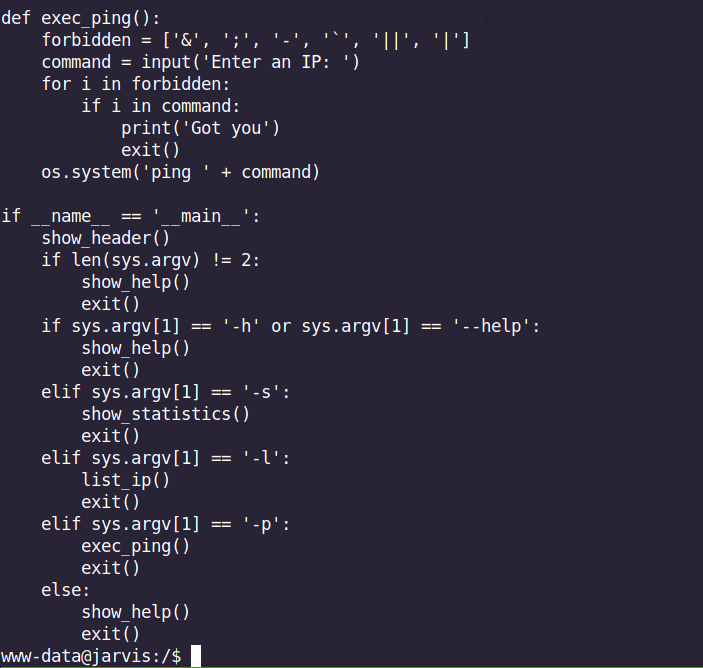 def exec_ping():
    forbidden = ['&', ';', '-', '`', '||', '|']
    command = input('Enter an IP: ')
    for i in forbidden:
        if i in command:
            print('Got you')
            exit()
    os.system('ping ' + command)

if __name__ == '__main__':
    show_header()
    if len(sys.argv) != 2:
        show_help()
        exit()
    if sys.argv[1] == '-h' or sys.argv[1] == '--help':
        show_help()
        exit()
    elif sys.argv[1] == '-s':
        show_statistics()
        exit()
    elif sys.argv[1] == '-l':
        list_ip()
        exit()
    elif sys.argv[1] == '-p':
        exec_ping()
        exit()
    else:
        show_help()
        exit()
www-data@jarvis:/$